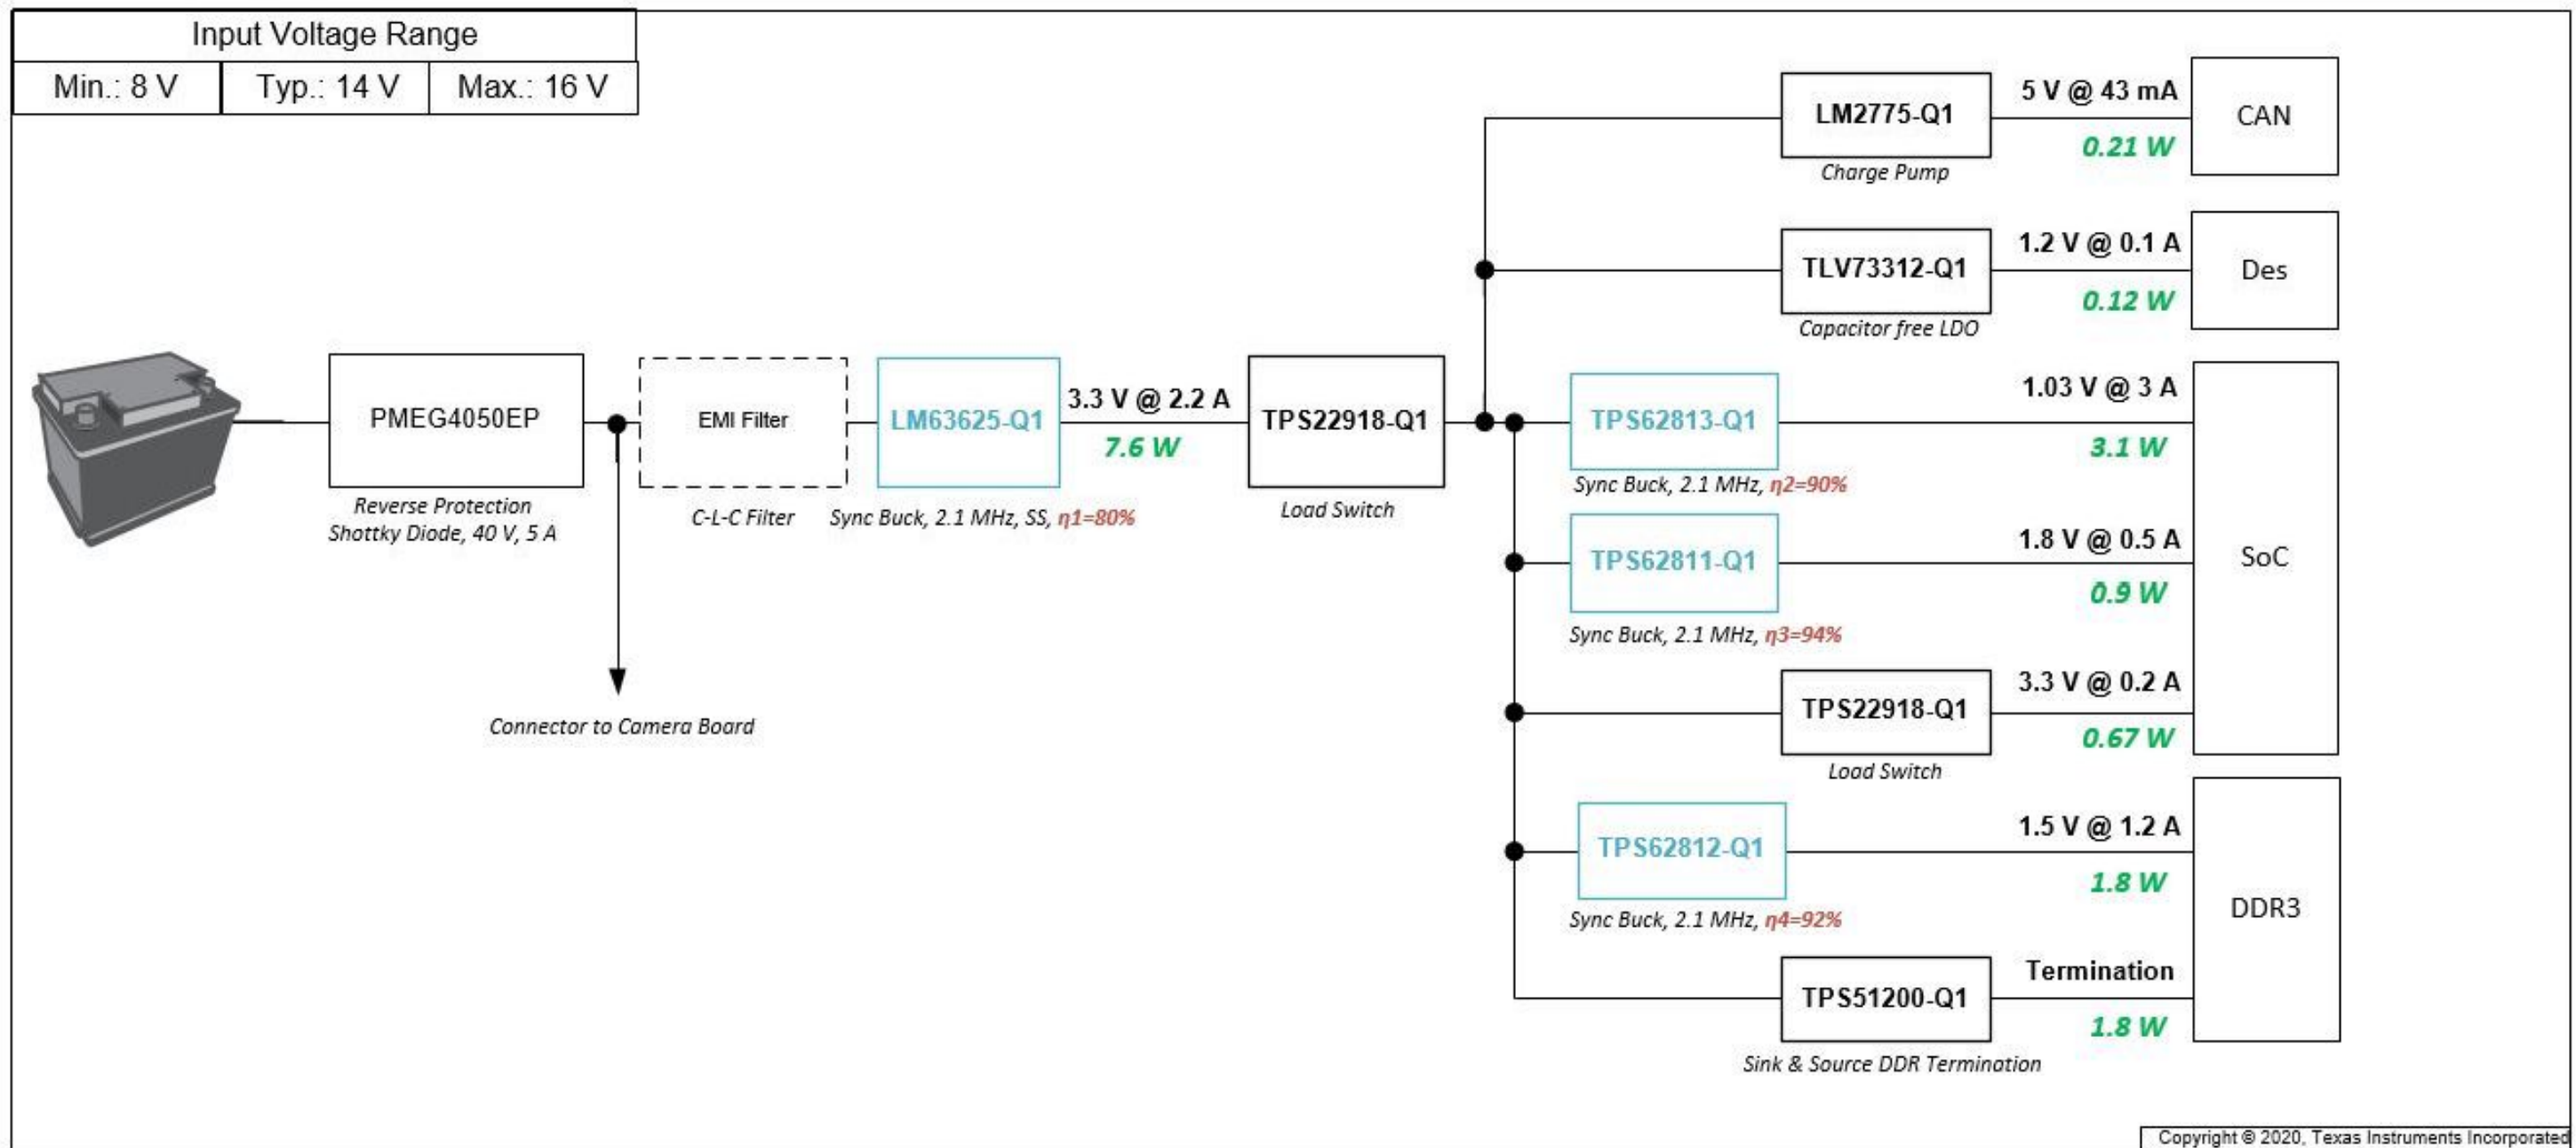 Input Voltage Range
Min.: 8 V
Typ.: 14 V
Max.: 16 V
PMEG4050EP
Reverse Protection
Shottky Diode, 40 V, 5 A
Connector to Camera Board
EMI Filter
C-L-C Filter
LM63625-Q1
Sync Buck, 2.1 MHz, SS, η1=80%
3.3 V @ 2.2 A
7.6 W
TPS22918-Q1
Load Switch
LM2775-Q1
Charge Pump
5 V @ 43 mA
0.21 W
CAN
TLV73312-Q1
Capacitor free LDO
1.2 V @ 0.1 A
0.12 W
Des
TPS62813-Q1
Sync Buck, 2.1 MHz, η2=90%
1.03 V @ 3 A
3.1 W
TPS62811-Q1
Sync Buck, 2.1 MHz, η3=94%
1.8 V @ 0.5 A
0.9 W
SoC
TPS22918-Q1
Load Switch
3.3 V @ 0.2 A
0.67 W
TPS62812-Q1
Sync Buck, 2.1 MHz, η4=92%
1.5 V @ 1.2 A
1.8 W
DDR3
TPS51200-Q1
Sink & Source DDR Termination
Termination
1.8 W
Copyright © 2020, Texas Instruments Incorporated